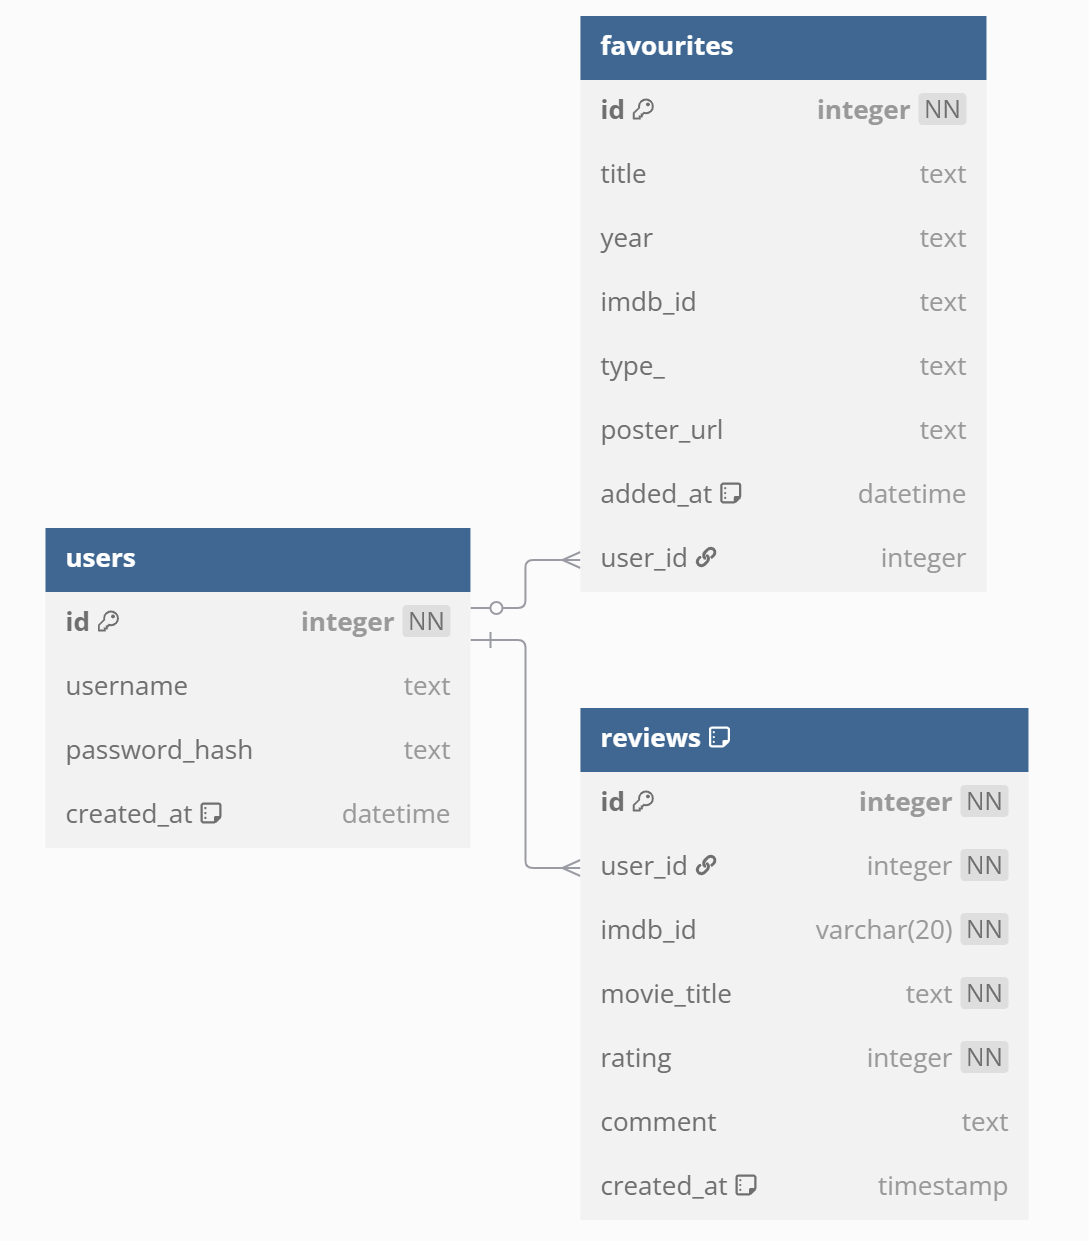 favourites
id integer NN
title text
year text
imdb_id text
type_ text
poster_url text
added_at datetime
user_id integer
users
id integer NN
username text
password_hash text
created_at datetime
reviews
id integer NN
user_id integer NN
imdb_id varchar(20) NN
movie_title text NN
rating integer NN
comment text
created_at timestamp